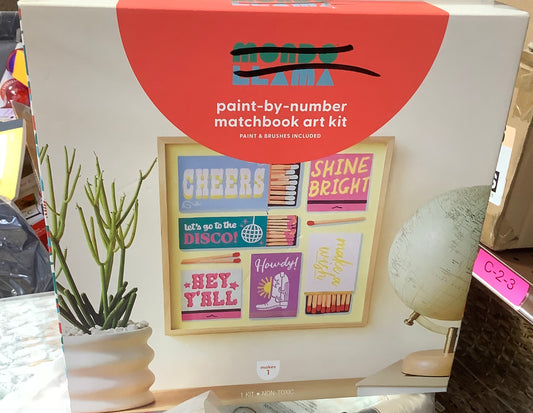 MONDO
LLAMA
paint-by-number
matchbook art kit
PAINT & BRUSHES INCLUDED
CHEERS
SHINE
BRIGHT
let's go to the
DISCO!
HEY
Y'ALL
Howdy!
make a
wish
makes
1
1 KIT • NON-TOXIC
C-2-3